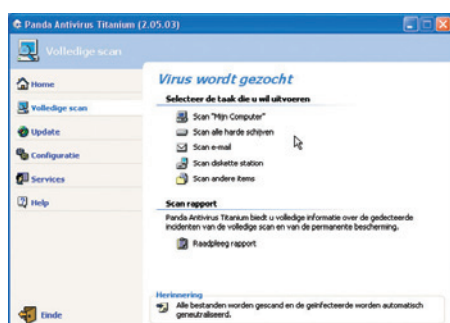 Panda Antivirus Titanium (2.05.03)
Volledige scan
Home
Volledige scan
Update
Configuratie
Services
Help
Einde
Virus wordt gezocht
Selecteer de taak die u wil uitvoeren
Scan "Mijn Computer"
Scan alle harde schijven
Scan e-mail
Scan diskette station
Scan andere items
Scan rapport
Panda Antivirus Titanium biedt u volledige informatie over de gedecteerde
incidenten van de volledige scan en van de permanente bescherming.
Raadpleeg rapport
Herinnering
Alle bestanden worden gescand en de geïnfecteerde worden automatisch
geneutraliseerd.